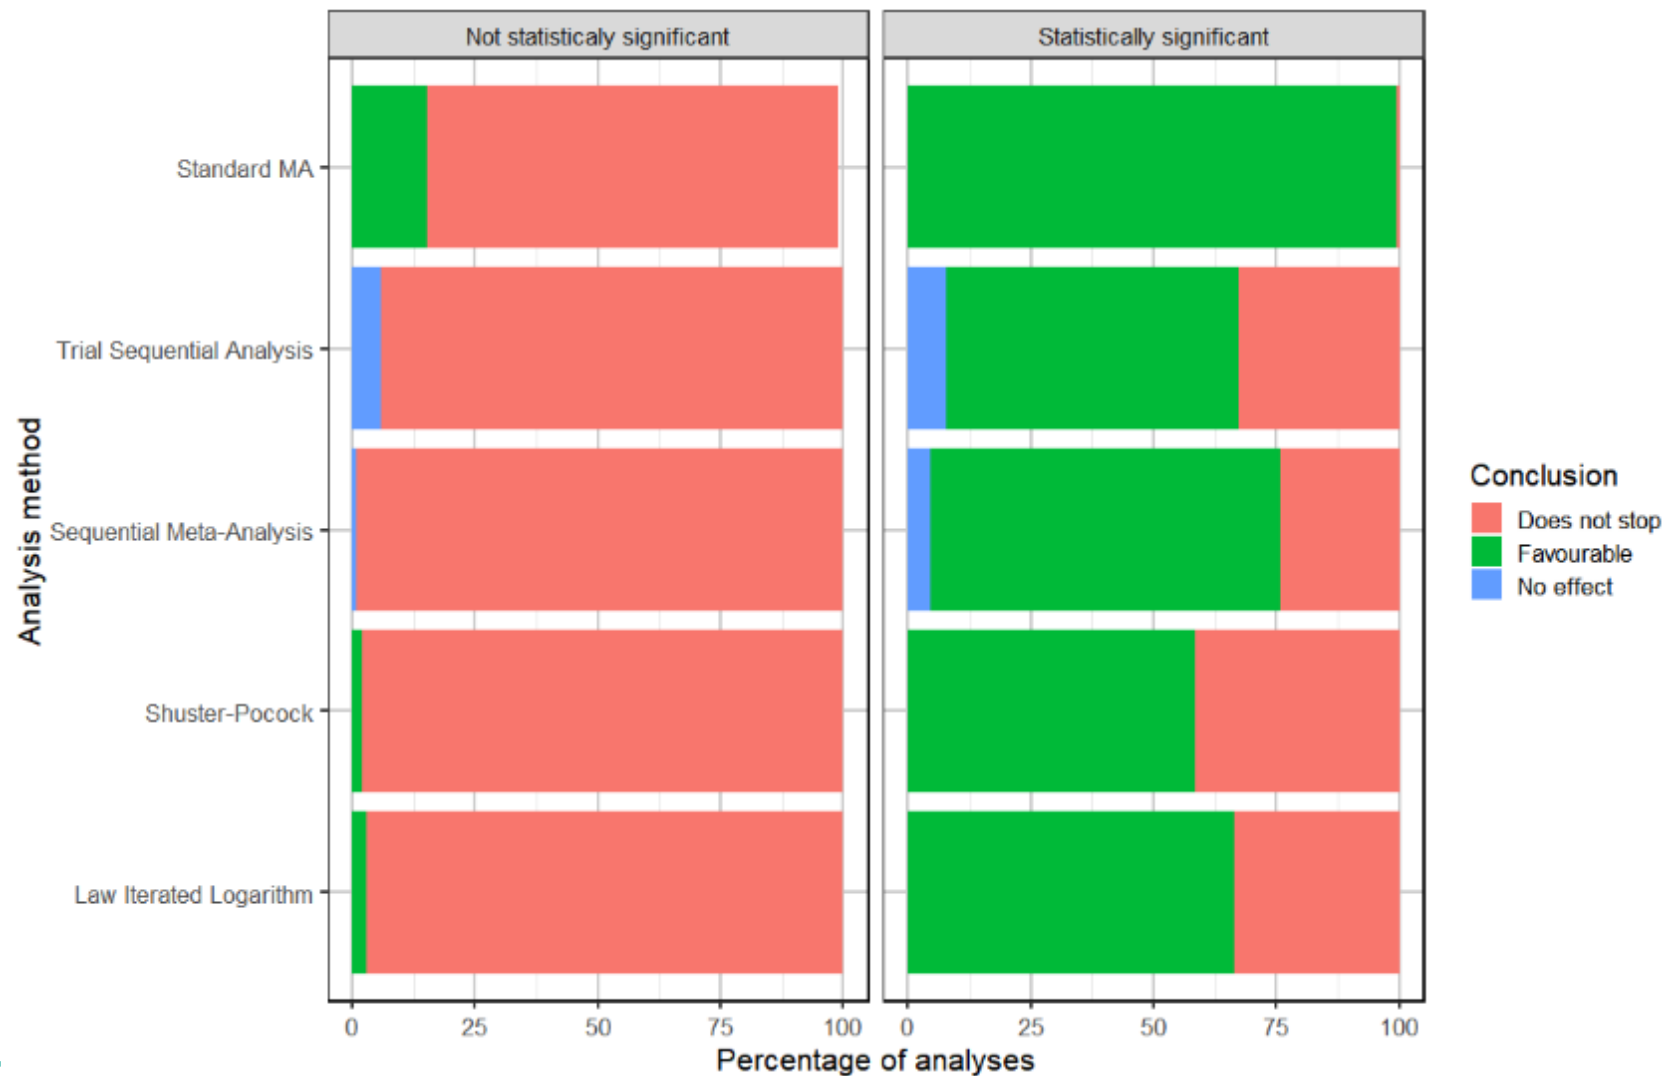 Not statisticaly significant
Statistically significant
Analysis method
Standard MA
Trial Sequential Analysis
Sequential Meta-Analysis
Shuster-Pocock
Law Iterated Logarithm
0 25 50 75 100
0 25 50 75 100
Percentage of analyses
Conclusion
Does not stop
Favourable
No effect